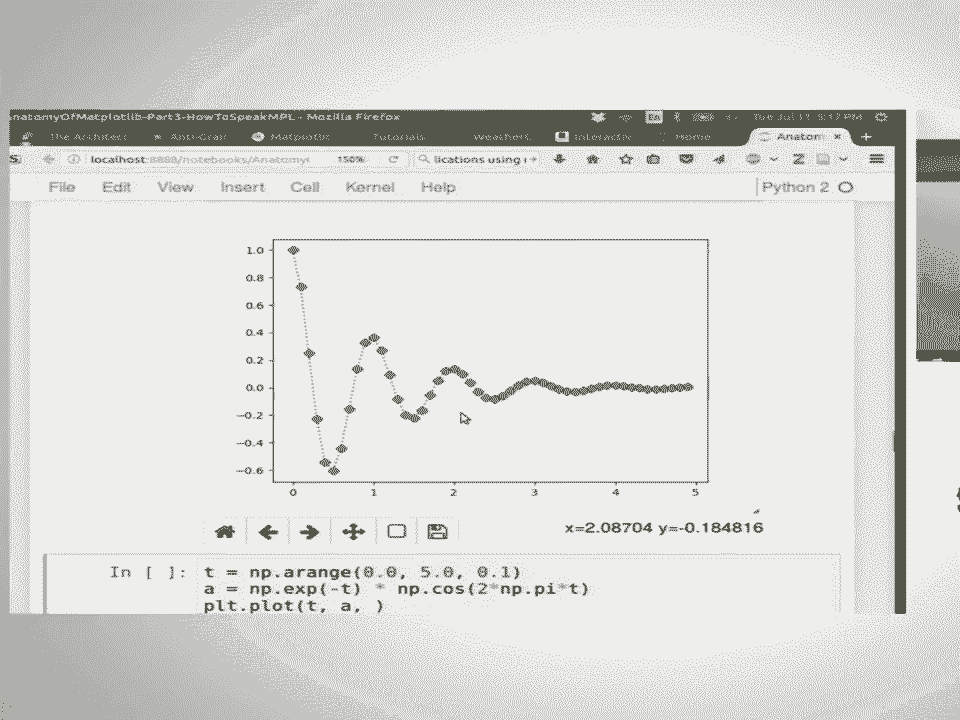 natomyOfMatplotlib-Part3-HowToSpeakMPL - Mozilla Firefox En Tue Jul 11 5:17 PM
The Architect Anti-Grain Matplotlib Tutorials Interactiv Home Anatom × +
localhost:8888/notebooks/Anatomy 150% lications using
File Edit View Insert Cell Kernel Help Python 2
1.0
0.8
0.6
0.4
0.2
0.0
−0.2
−0.4
−0.6
0 1 2 3 4 5
x=2.08704 y=-0.184816
In [ ]: t = np.arange(0.0, 5.0, 0.1)
a = np.exp(-t) * np.cos(2*np.pi*t)
plt.plot(t, a, )